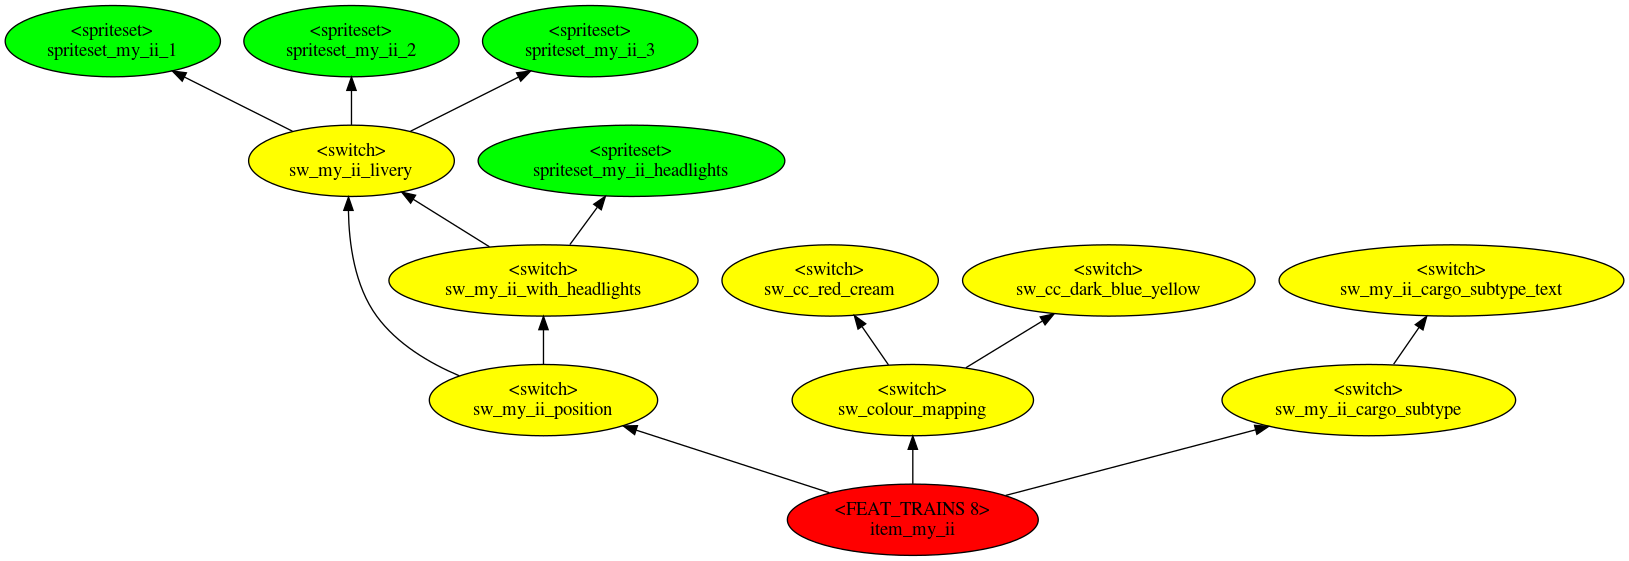 <spriteset>
spriteset_my_ii_1
<spriteset>
spriteset_my_ii_2
<spriteset>
spriteset_my_ii_3
<switch>
sw_my_ii_livery
<spriteset>
spriteset_my_ii_headlights
<switch>
sw_my_ii_with_headlights
<switch>
sw_cc_red_cream
<switch>
sw_cc_dark_blue_yellow
<switch>
sw_my_ii_cargo_subtype_text
<switch>
sw_my_ii_position
<switch>
sw_colour_mapping
<switch>
sw_my_ii_cargo_subtype
<FEAT_TRAINS 8>
item_my_ii